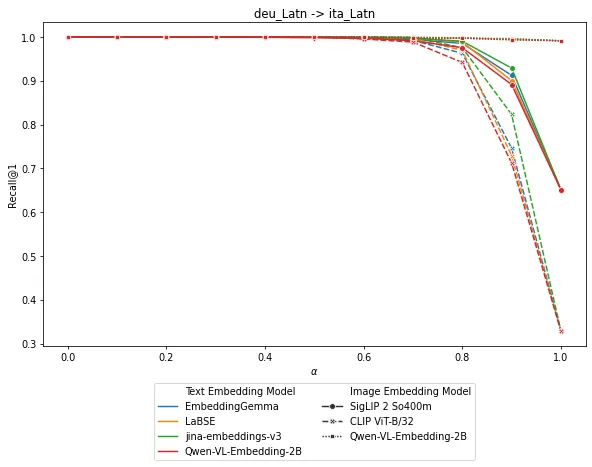 deu_Latn -> ita_Latn
Recall@1
1.0
0.9
0.8
0.7
0.6
0.5
0.4
0.3
0.0 0.2 0.4 0.6 0.8 1.0
α
Text Embedding Model Image Embedding Model
EmbeddingGemma SigLIP 2 So400m
LaBSE CLIP ViT-B/32
jina-embeddings-v3 Qwen-VL-Embedding-2B
Qwen-VL-Embedding-2B